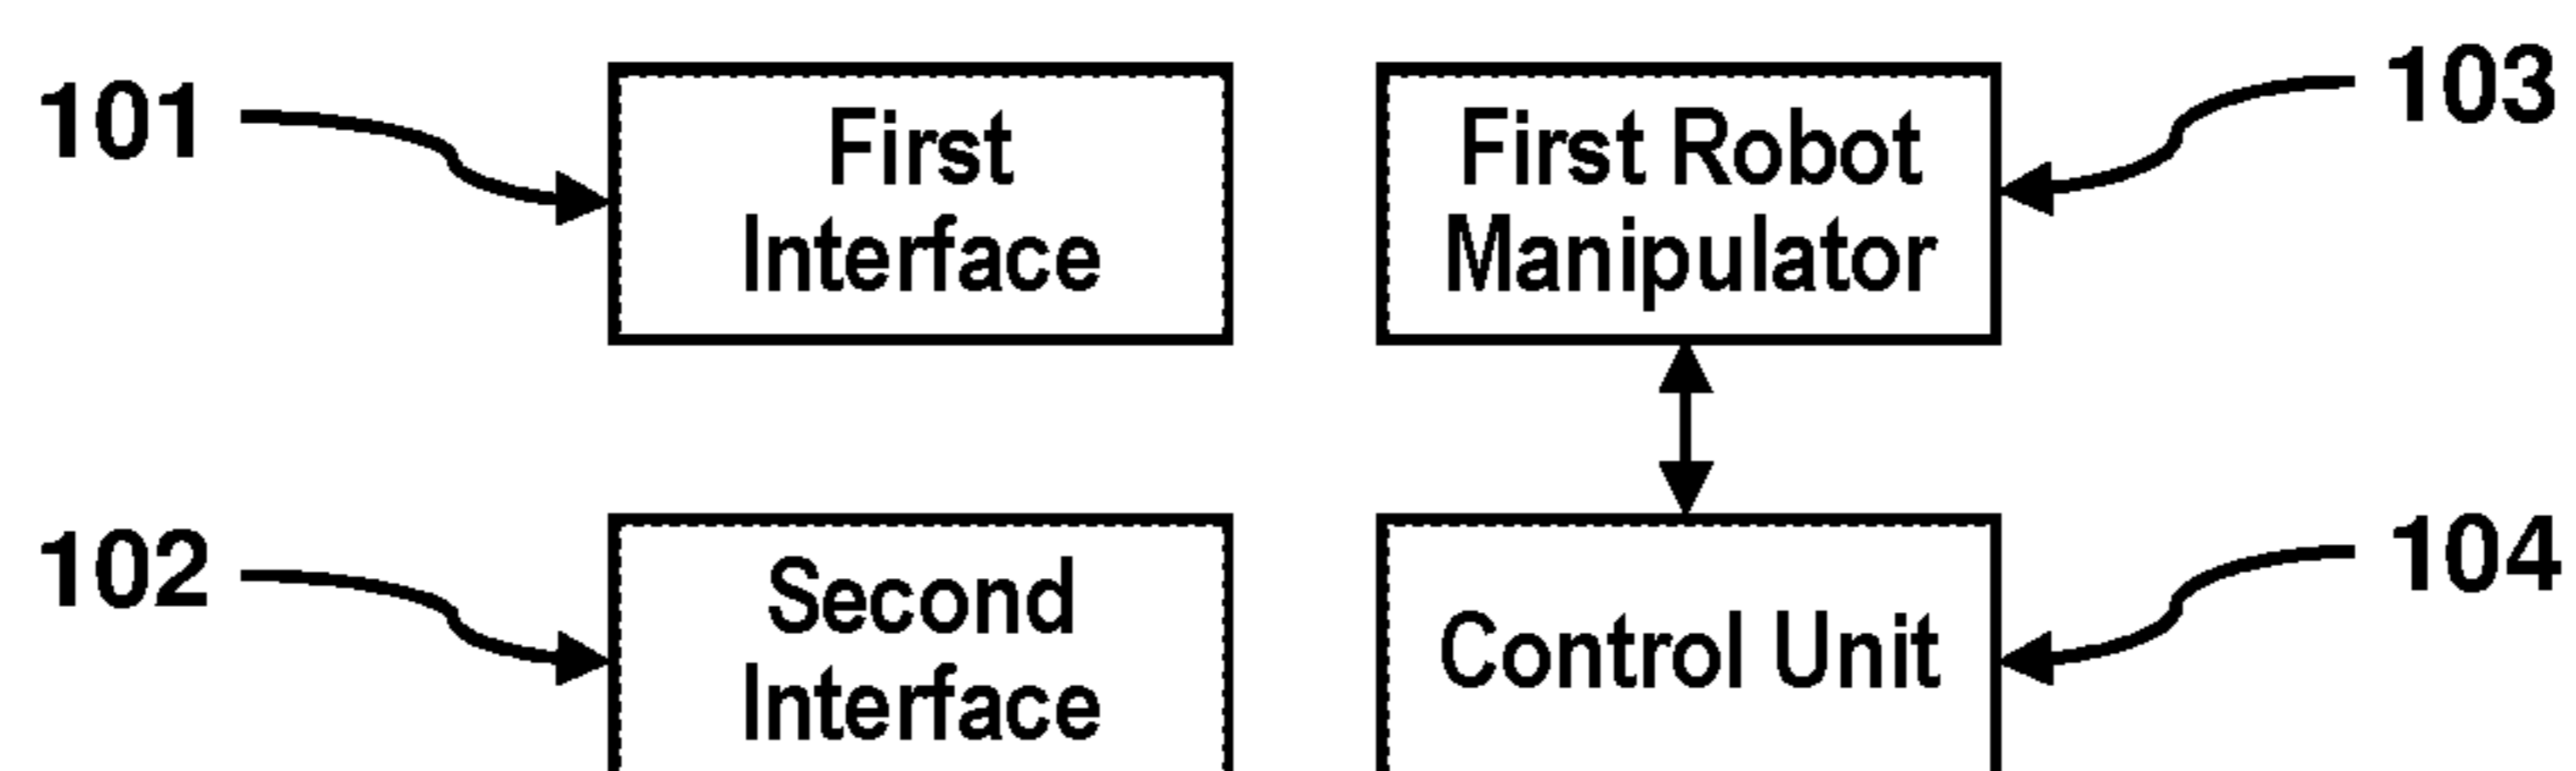 101
First
Interface
First Robot
Manipulator
103
102
Second
Interface
Control Unit
104